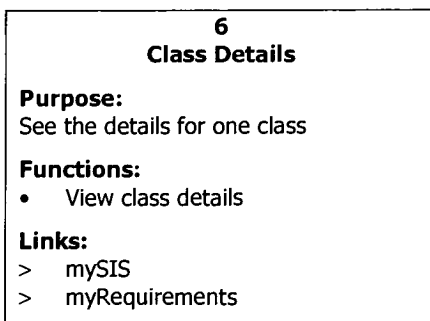 6
Class Details
Purpose:
See the details for one class
Functions:
• View class details
Links:
> mySIS
> myRequirements